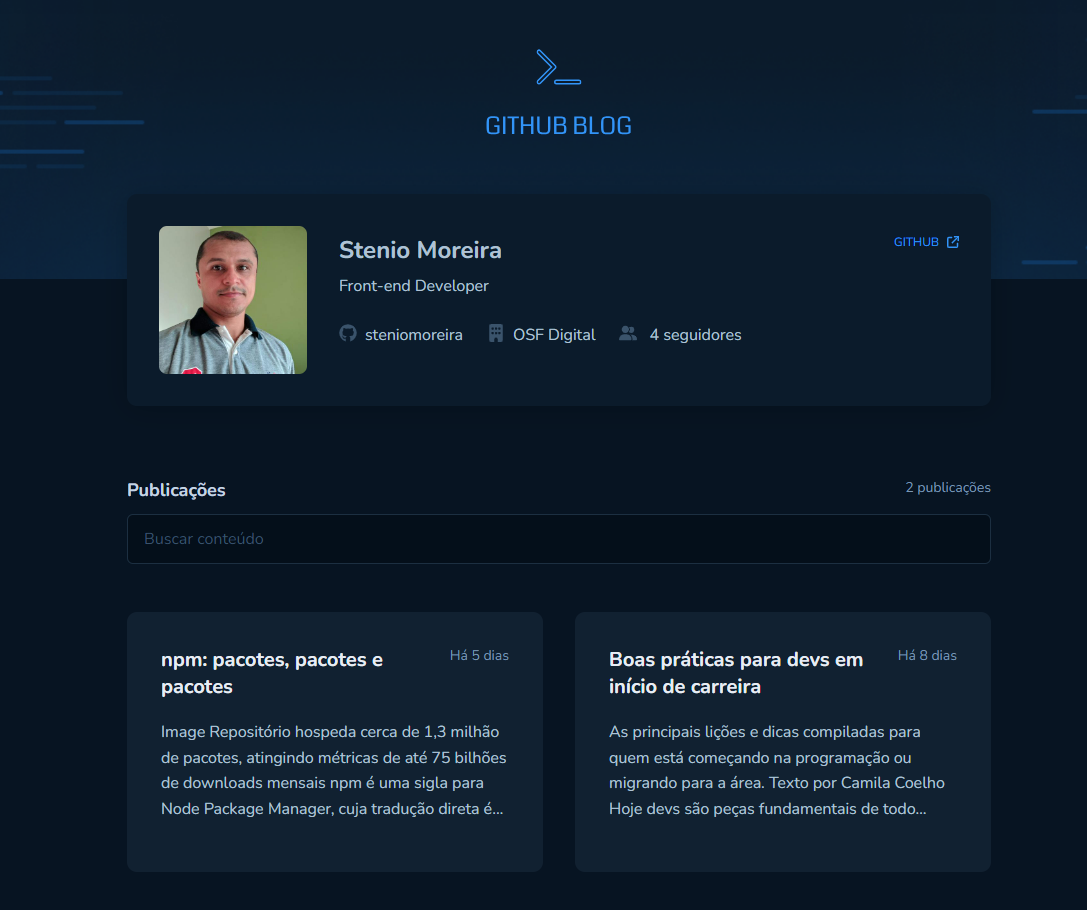 GITHUB BLOG
Stenio Moreira
GITHUB
Front-end Developer
steniomoreira OSF Digital 4 seguidores
Publicações
2 publicações
Buscar conteúdo
npm: pacotes, pacotes e
pacotes
Há 5 dias
Image Repositório hospeda cerca de 1,3 milhão
de pacotes, atingindo métricas de até 75 bilhões
de downloads mensais npm é uma sigla para
Node Package Manager, cuja tradução direta é...
Boas práticas para devs em
início de carreira
Há 8 dias
As principais lições e dicas compiladas para
quem está começando na programação ou
migrando para a área. Texto por Camila Coelho
Hoje devs são peças fundamentais de todo...